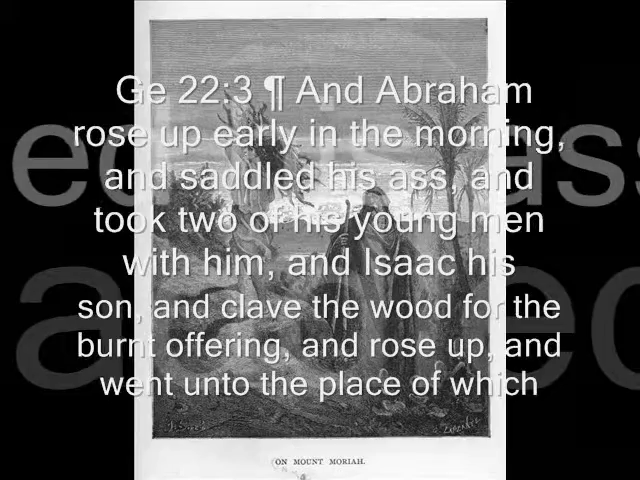 Ge 22:3 ¶ And Abraham
rose up early in the morning,
and saddled his ass, and
took two of his young men
with him, and Isaac his
son, and clave the wood for the
burnt offering, and rose up, and
went unto the place of which
ON MOUNT MORIAH.